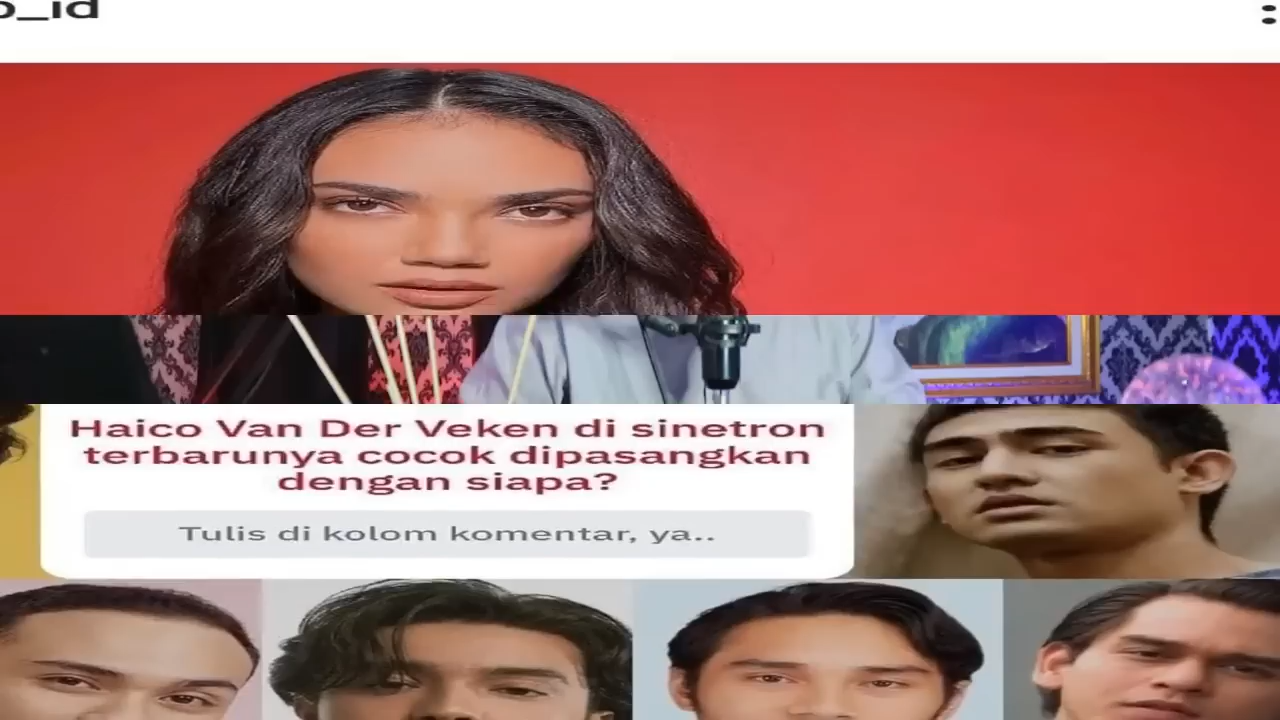 o_id
Haico Van Der Veken di sinetron
terbarunya cocok dipasangkan
dengan siapa?
Tulis di kolom komentar, ya..